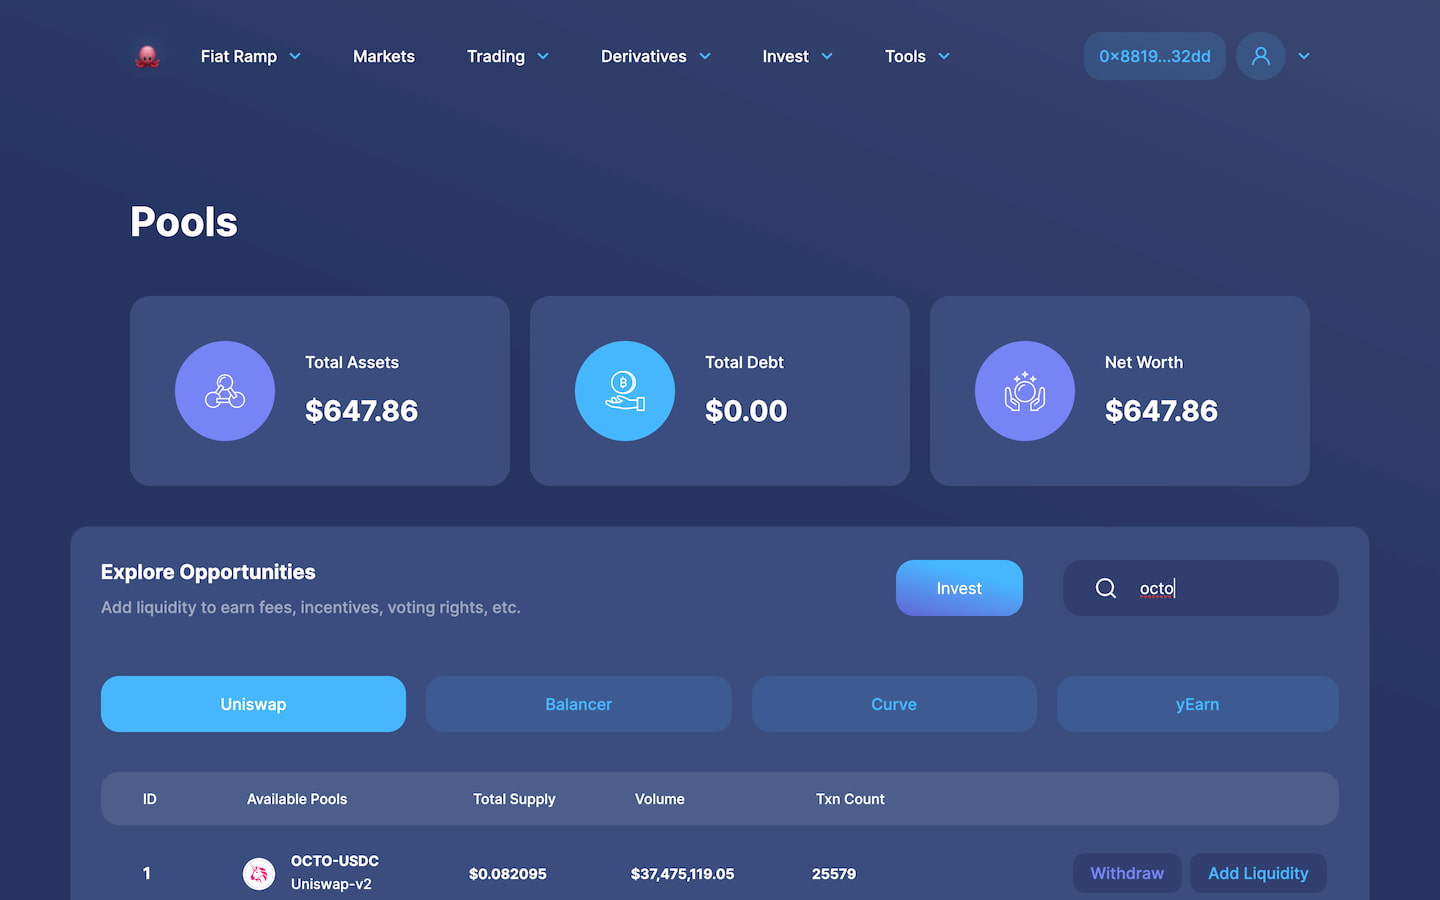 Fiat Ramp Markets Trading Derivatives Invest Tools 0x8819...32dd
Pools
Total Assets
$647.86
Total Debt
$0.00
Net Worth
$647.86
Explore Opportunities
Add liquidity to earn fees, incentives, voting rights, etc.
Invest
octo
Uniswap Balancer Curve yEarn
ID Available Pools Total Supply Volume Txn Count
1 OCTO-USDC $0.082095 $37,475,119.05 25579 Withdraw Add Liquidity
Uniswap-v2